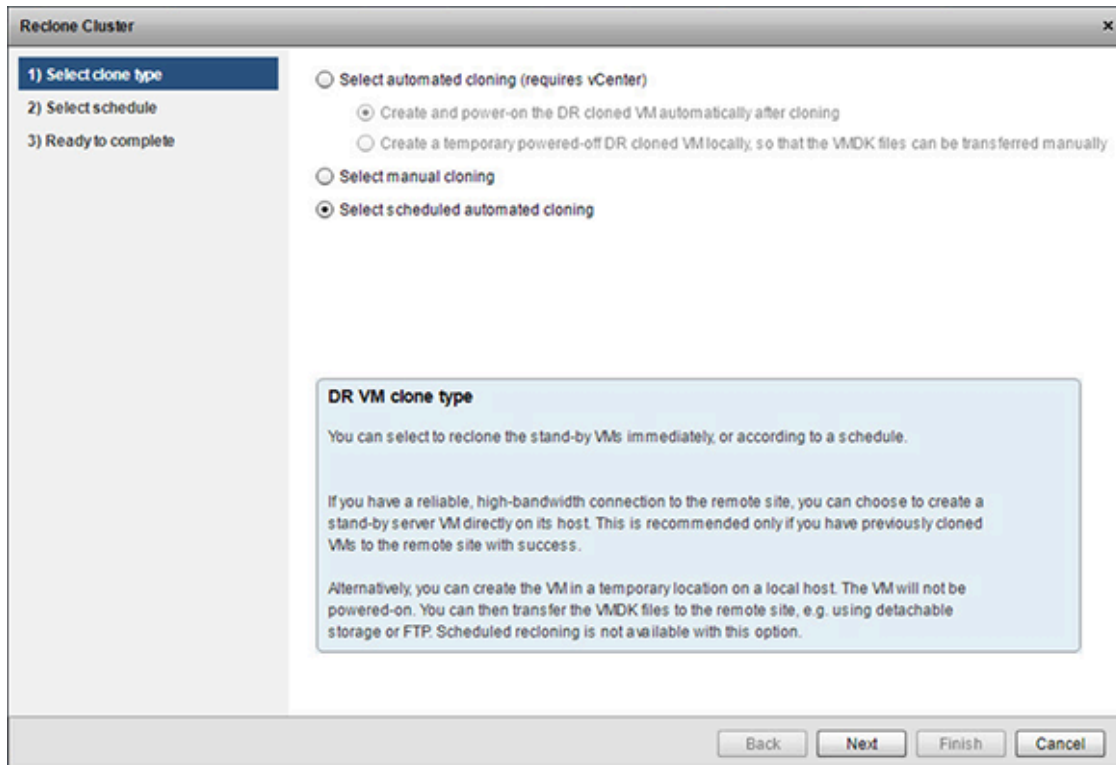 Reclone Cluster
×
1) Select clone type
2) Select schedule
3) Ready to complete
Select automated cloning (requires vCenter)
Create and power-on the DR cloned VM automatically after cloning
Create a temporary powered-off DR cloned VM locally, so that the VMDK files can be transferred manually
Select manual cloning
Select scheduled automated cloning
DR VM clone type
You can select to reclone the stand-by VMs immediately, or according to a schedule.
If you have a reliable, high-bandwidth connection to the remote site, you can choose to create a
stand-by server VM directly on its host. This is recommended only if you have previously cloned
VMs to the remote site with success.
Alternatively, you can create the VM in a temporary location on a local host. The VM will not be
powered-on. You can then transfer the VMDK files to the remote site, e.g. using detachable
storage or FTP. Scheduled recloning is not available with this option.
Back
Next
Finish
Cancel